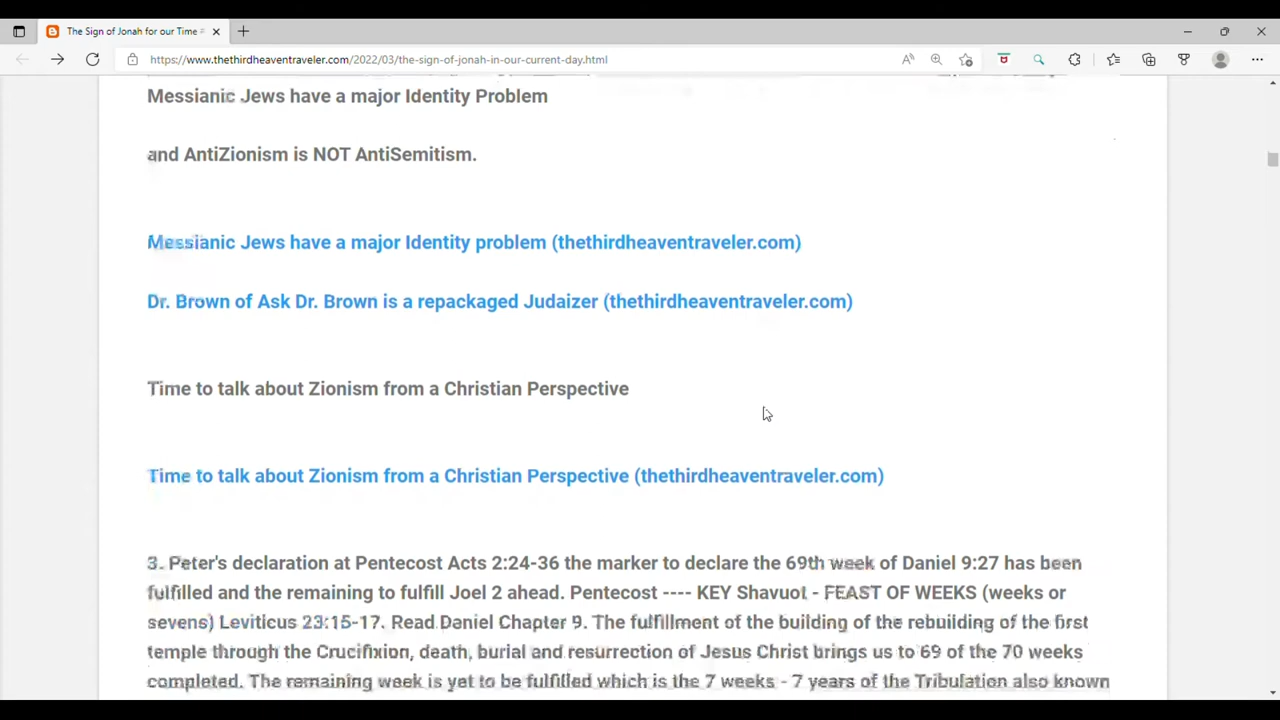 The Sign of Jonah for our Time
https://www.thethirdheaventraveler.com/2022/03/the-sign-of-jonah-in-our-current-day.html
Messianic Jews have a major Identity Problem
and AntiZionism is NOT AntiSemitism.
Messianic Jews have a major Identity problem (thethirdheaventraveler.com)
Dr. Brown of Ask Dr. Brown is a repackaged Judaizer (thethirdheaventraveler.com)
Time to talk about Zionism from a Christian Perspective
Time to talk about Zionism from a Christian Perspective (thethirdheaventraveler.com)
3. Peter's declaration at Pentecost Acts 2:24-36 the marker to declare the 69th week of Daniel 9:27 has been
fulfilled and the remaining to fulfill Joel 2 ahead. Pentecost ---- KEY Shavuot - FEAST OF WEEKS (weeks or
sevens) Leviticus 23:15-17. Read Daniel Chapter 9. The fulfillment of the building of the rebuilding of the first
temple through the Crucifixion, death, burial and resurrection of Jesus Christ brings us to 69 of the 70 weeks
completed. The remaining week is yet to be fulfilled which is the 7 weeks - 7 years of the Tribulation also known